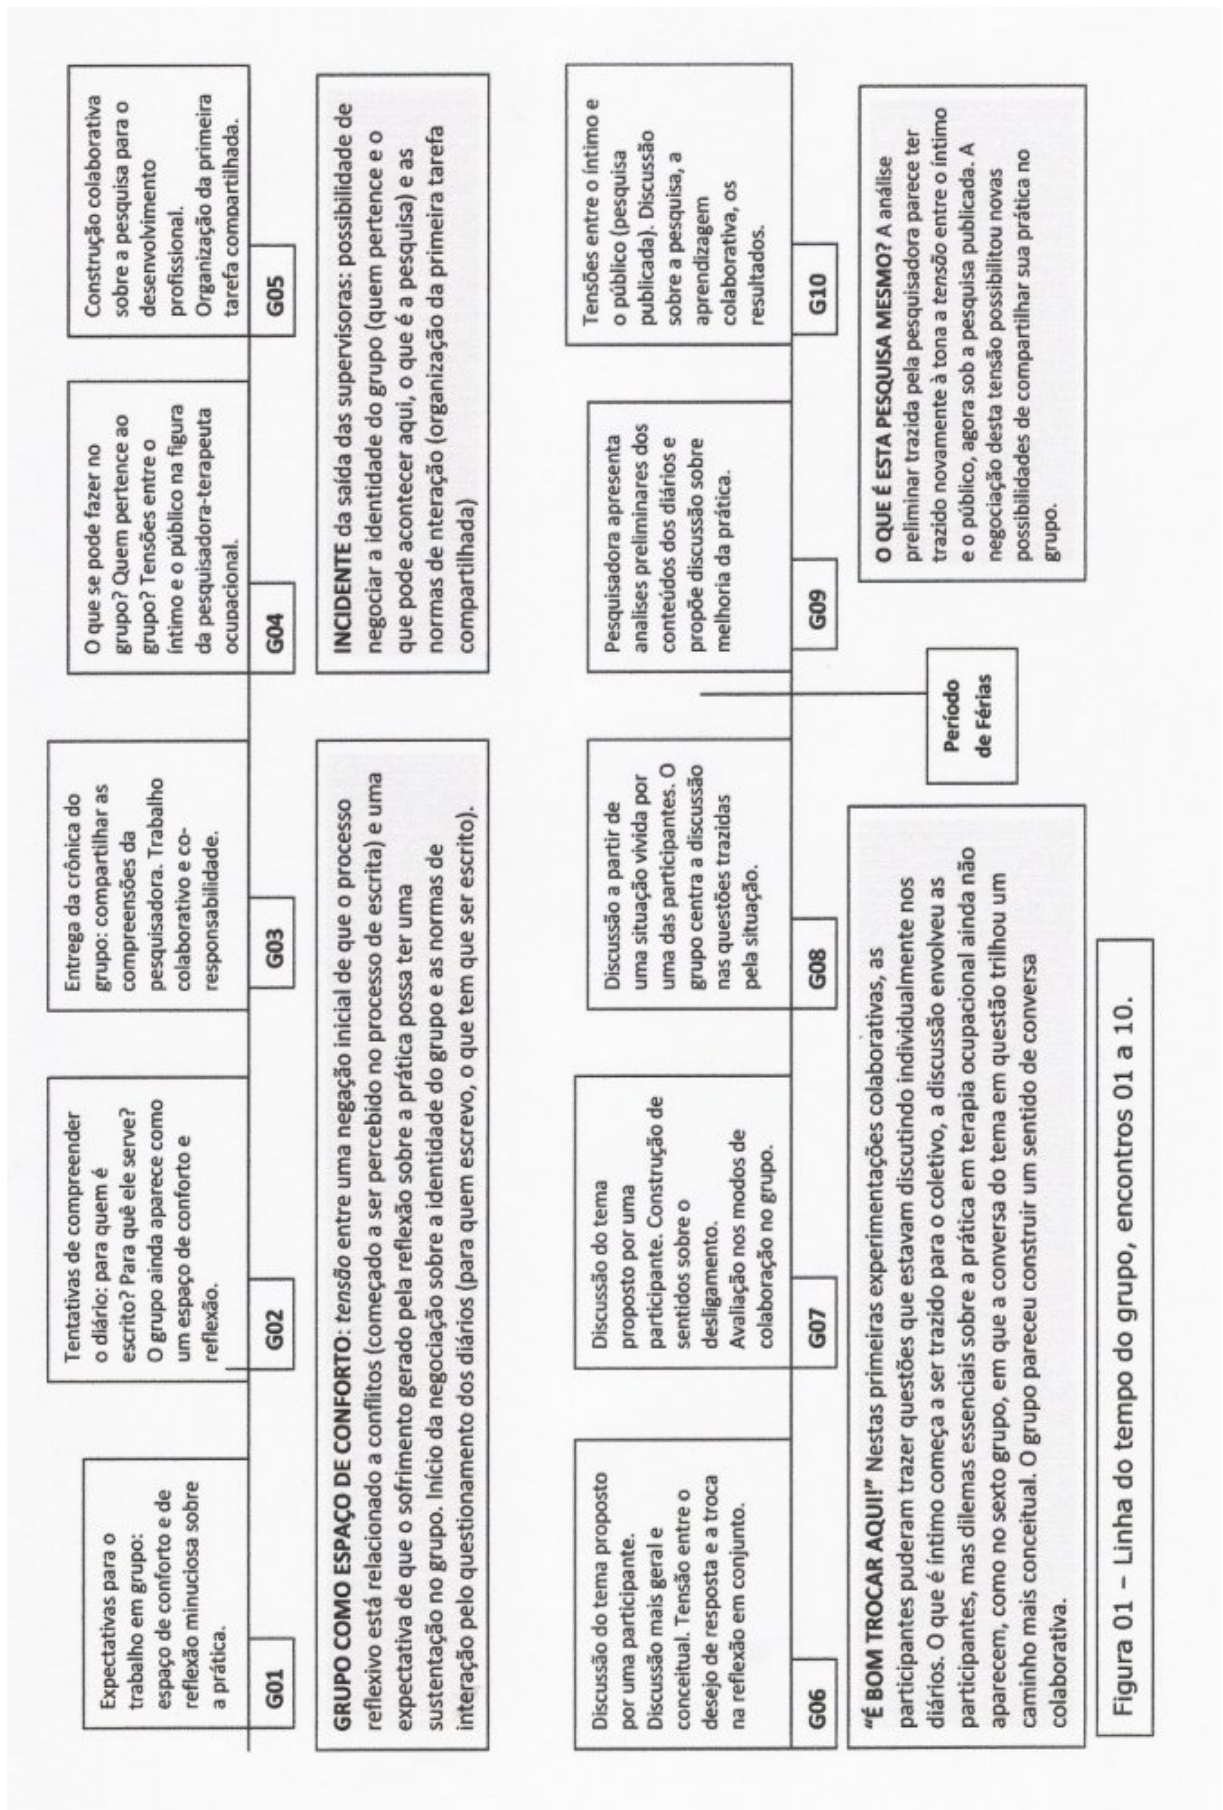 Expectativas para o
trabalho em grupo:
espaço de conforto e de
reflexão minuciosa sobre
a prática.
G01
Tentativas de compreender
o diário: para quem é
escrito? Para quê ele serve?
O grupo ainda aparece como
um espaço de conforto e
reflexão.
G02
Entrega da crônica do
grupo: compartilhar as
compreensões da
pesquisadora. Trabalho
colaborativo e co-
responsabilidade.
G03
O que se pode fazer no
grupo? Quem pertence ao
grupo? Tensões entre o
íntimo e o público na figura
da pesquisadora-terapeuta
ocupacional.
G04
Construção colaborativa
sobre a pesquisa para o
desenvolvimento
profissional.
Organização da primeira
tarefa compartilhada.
G05
GRUPO COMO ESPAÇO DE CONFORTO: tensão entre uma negação inicial de que o processo
reflexivo está relacionado a conflitos (começado a ser percebido no processo de escrita) e uma
expectativa de que o sofrimento gerado pela reflexão sobre a prática possa ter uma
sustentação no grupo. Início da negociação sobre a identidade do grupo e as normas de
interação pelo questionamento dos diários (para quem escrevo, o que tem que ser escrito).
INCIDENTE da saída das supervisoras: possibilidade de
negociar a identidade do grupo (quem pertence e o
que pode acontecer aqui, o que é a pesquisa) e as
normas de nteração (organização da primeira tarefa
compartilhada)
Discussão do tema proposto
por uma participante.
Discussão mais geral e
conceitual. Tensão entre o
desejo de resposta e a troca
na reflexão em conjunto.
G06
Discussão do tema
proposto por uma
participante. Construção de
sentidos sobre o
desligamento.
Avaliação nos modos de
colaboração no grupo.
G07
Discussão a partir de
uma situação vivida por
uma das participantes. O
grupo centra a discussão
nas questões trazidas
pela situação.
G08
Período
de Férias
Pesquisadora apresenta
analises preliminares dos
conteúdos dos diários e
propõe discussão sobre
melhoria da prática.
G09
Tensões entre o íntimo e
o público (pesquisa
publicada). Discussão
sobre a pesquisa, a
aprendizagem
colaborativa, os
resultados.
G10
"É BOM TROCAR AQUI!" Nestas primeiras experimentações colaborativas, as
participantes puderam trazer questões que estavam discutindo individualmente nos
diários. O que é íntimo começa a ser trazido para o coletivo, a discussão envolveu as
participantes, mas dilemas essenciais sobre a prática em terapia ocupacional ainda não
aparecem, como no sexto grupo, em que a conversa do tema em questão trilhou um
caminho mais conceitual. O grupo pareceu construir um sentido de conversa
colaborativa.
O QUE É ESTA PESQUISA MESMO? A análise
preliminar trazida pela pesquisadora parece ter
trazido novamente à tona a tensão entre o íntimo
e o público, agora sob a pesquisa publicada. A
negociação desta tensão possibilitou novas
possibilidades de compartilhar sua prática no
grupo.
Figura 01 – Linha do tempo do grupo, encontros 01 a 10.